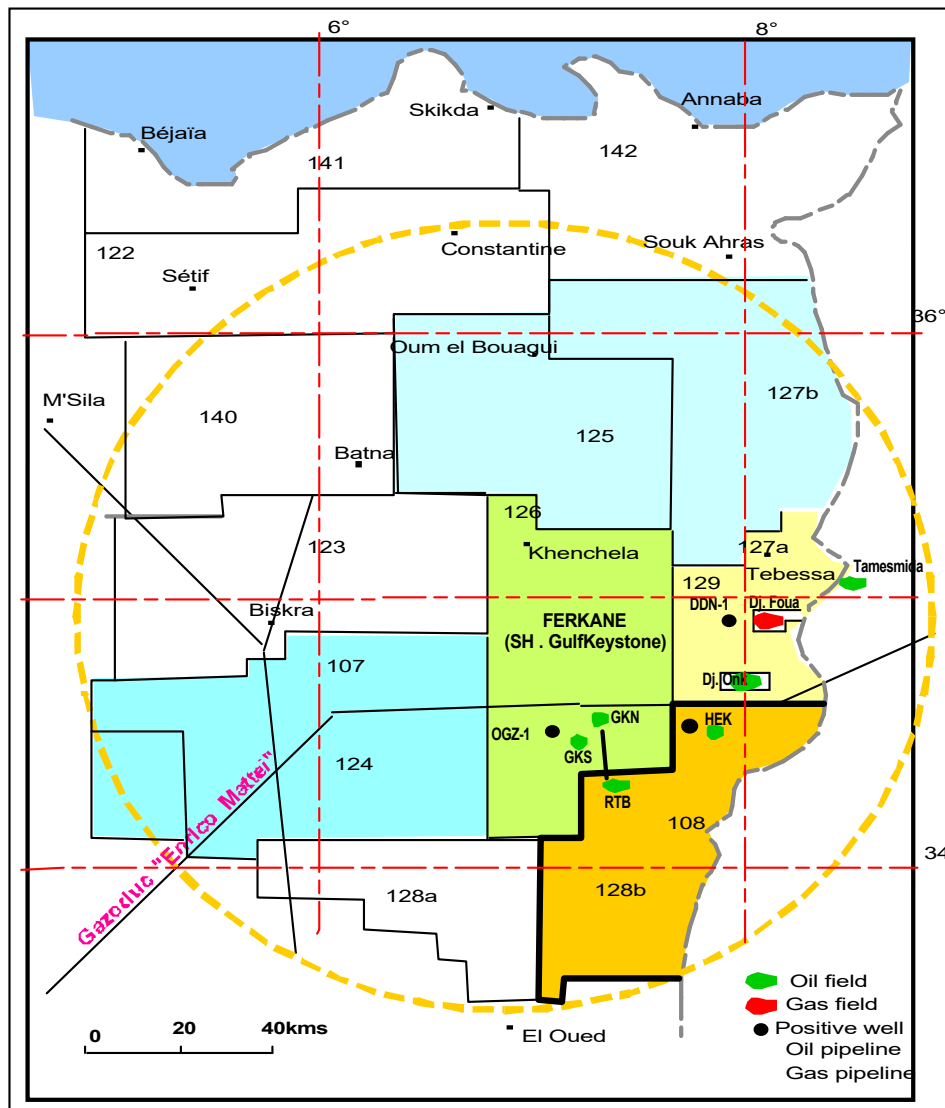 6°
8°
Skikda
Annaba
Béjaïa
141
142
122
Constantine
Souk Ahras
Sétif
36°
Oum el Bouagui
M'Sila
127b
140
125
Batna
126
123
Khenchela
127a
Tebessa
Tamesmida
129
Biskra
DDN-1
Dj. Foua
FERKANE
(SH . GulfKeystone)
107
Dj. Onk
GKN
HEK
OGZ-1
GKS
124
RTB
108
Gazoduc "Enrico Mattei"
34
128a
128b
Oil field
Gas field
0 20 40kms
Positive well
El Oued
Oil pipeline
Gas pipeline